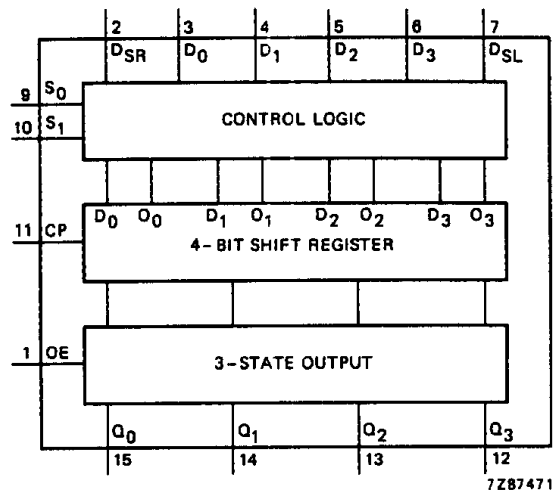 2 3 4 5 6 7
DSR D0 D1 D2 D3 DSL
9 S0
10 S1
CONTROL LOGIC
D0 O0 D1 O1 D2 O2 D3 O3
11 CP
4-BIT SHIFT REGISTER
1 OE
3-STATE OUTPUT
Q0 Q1 Q2 Q3
15 14 13 12
7Z87471